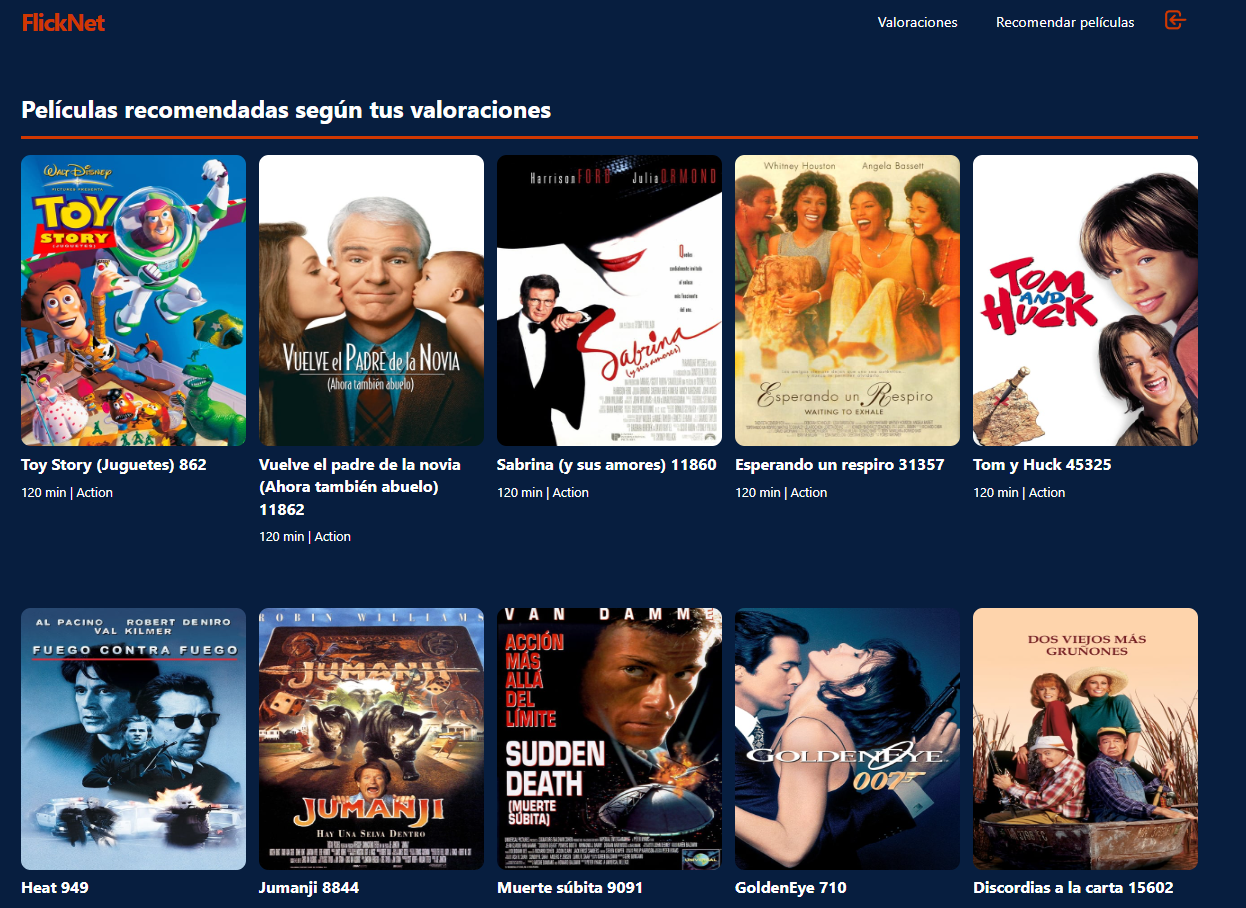 FlickNet
Valoraciones
Recomendar películas
Películas recomendadas según tus valoraciones
WALT DISNEY
PICTURES PRESENTA
TOY
STORY
(JUGUETES)
VUELVE el PADRE de la NOVIA
(Ahora también abuelo)
Harrison FORD Julia ORMOND
Sabrina
(y sus amores)
Whitney Houston Angela Bassett
Esperando un Respiro
WAITING TO EXHALE
TOM
AND
HUCK
Toy Story (Juguetes) 862
120 min | Action
Vuelve el padre de la novia
(Ahora también abuelo)
11862
120 min | Action
Sabrina (y sus amores) 11860
120 min | Action
Esperando un respiro 31357
120 min | Action
Tom y Huck 45325
120 min | Action
AL PACINO ROBERT DENIRO
VAL KILMER
FUEGO CONTRA FUEGO
ROBIN WILLIAMS
JUMANJI
JUMANJI
HAY UNA SELVA DENTRO
VAN DAMME
ACCIÓN
MÁS
ALLÁ
DEL
LÍMITE
SUDDEN
DEATH
(MUERTE
SÚBITA)
UNIVERSAL
GOLDENEYE
007
DOS VIEJOS MÁS
GRUÑONES
Heat 949
Jumanji 8844
Muerte súbita 9091
GoldenEye 710
Discordias a la carta 15602